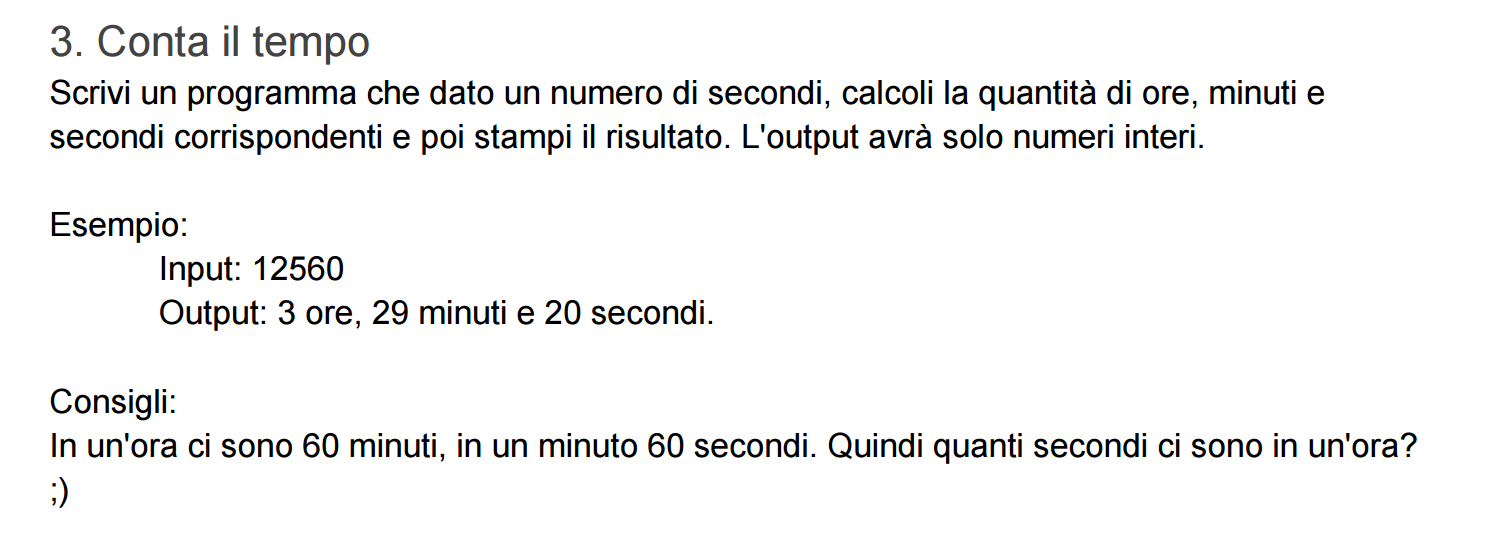 3. Conta il tempo
Scrivi un programma che dato un numero di secondi, calcoli la quantità di ore, minuti e
secondi corrispondenti e poi stampi il risultato. L'output avrà solo numeri interi.
Esempio:
Input: 12560
Output: 3 ore, 29 minuti e 20 secondi.
Consigli:
In un'ora ci sono 60 minuti, in un minuto 60 secondi. Quindi quanti secondi ci sono in un'ora?
;)